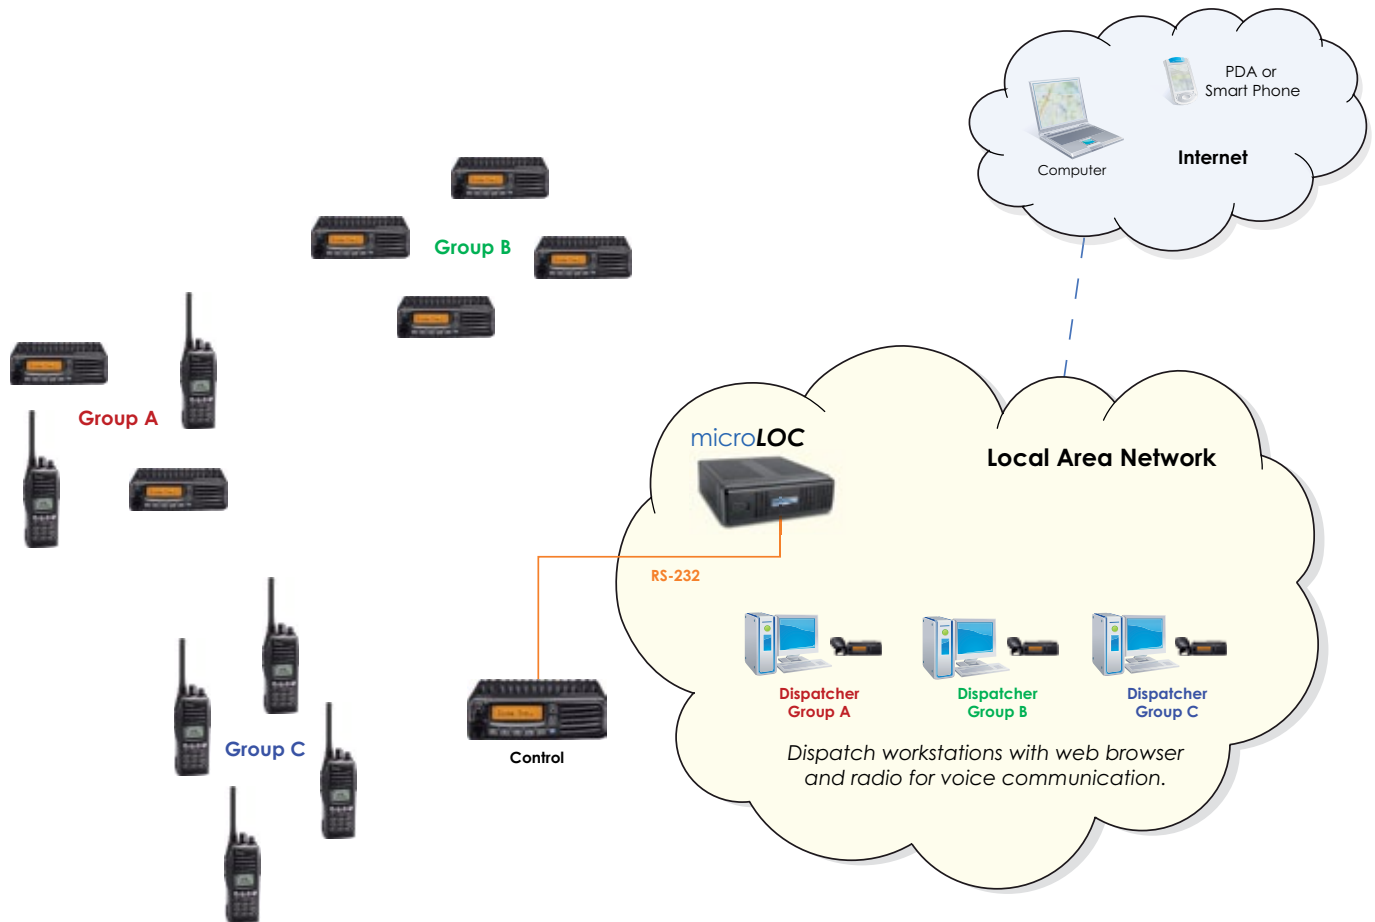 PDA or
Smart Phone
Internet
Computer
Group B
Group A
microLOC
Local Area Network
RS-232
Dispatcher
Group A
Dispatcher
Group B
Dispatcher
Group C
Group C
Control
Dispatch workstations with web browser
and radio for voice communication.